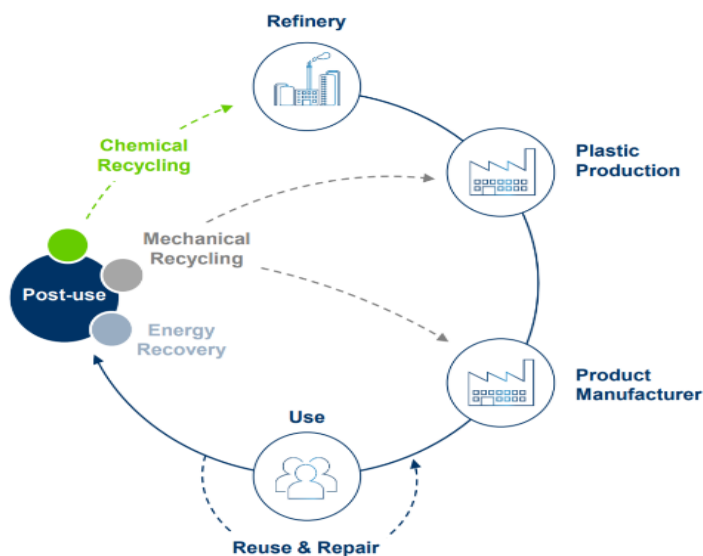 Refinery
Chemical
Recycling
Plastic
Production
Mechanical
Recycling
Post-use
Energy
Recovery
Product
Manufacturer
Use
Reuse & Repair